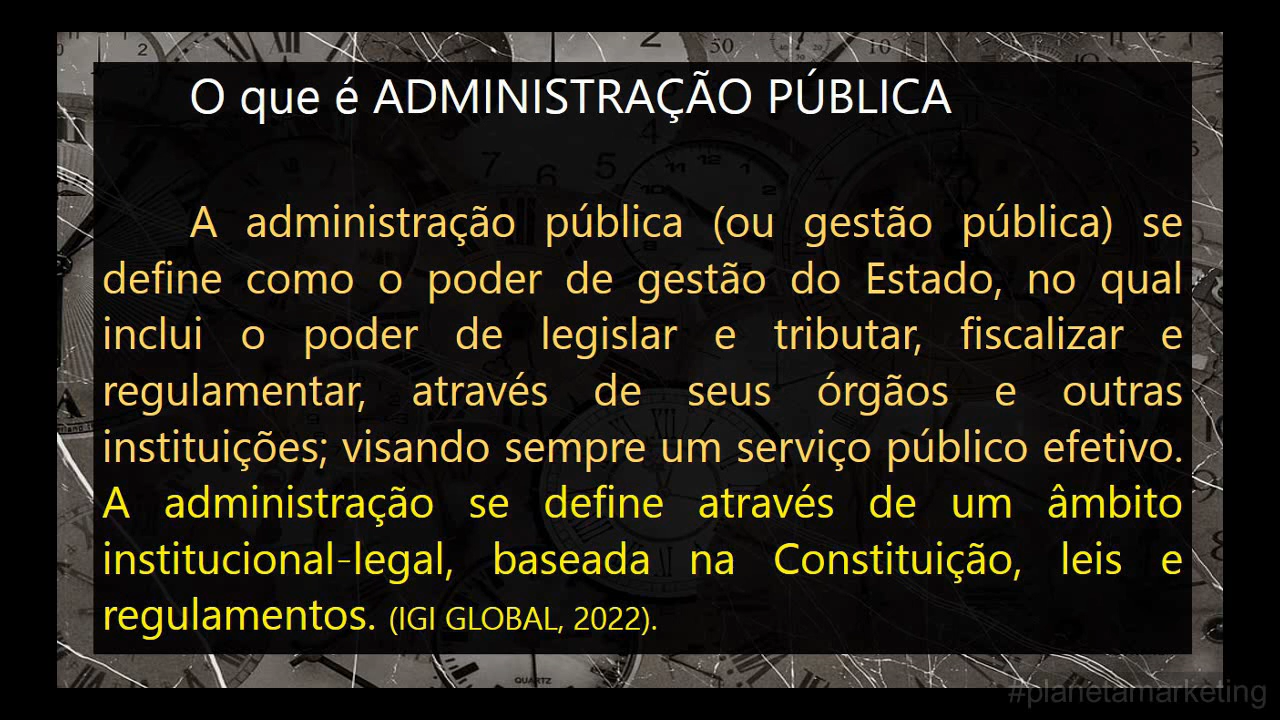 O que é ADMINISTRAÇÃO PÚBLICA
A administração pública (ou gestão pública) se
define como o poder de gestão do Estado, no qual
inclui o poder de legislar e tributar, fiscalizar e
regulamentar, através de seus órgãos e outras
instituições; visando sempre um serviço público efetivo.
A administração se define através de um âmbito
institucional-legal, baseada na Constituição, leis e
regulamentos. (IGI GLOBAL, 2022).
QUARTZ
#planetamarketing